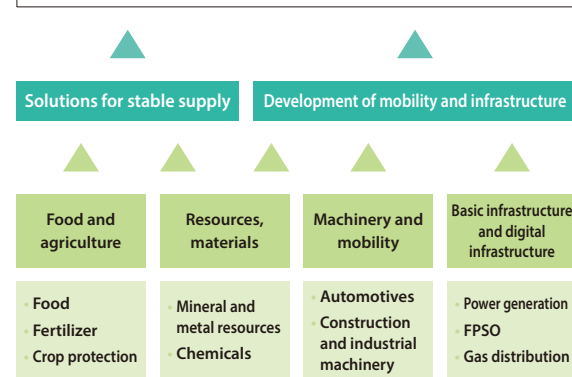 Solutions for stable supply
Development of mobility and infrastructure
Food and
agriculture
Resources,
materials
Machinery and
mobility
Basic infrastructure
and digital
infrastructure
• Food
• Fertilizer
• Crop protection
• Mineral and
metal resources
• Chemicals
• Automotives
• Construction
and industrial
machinery
• Power generation
• FPSO
• Gas distribution